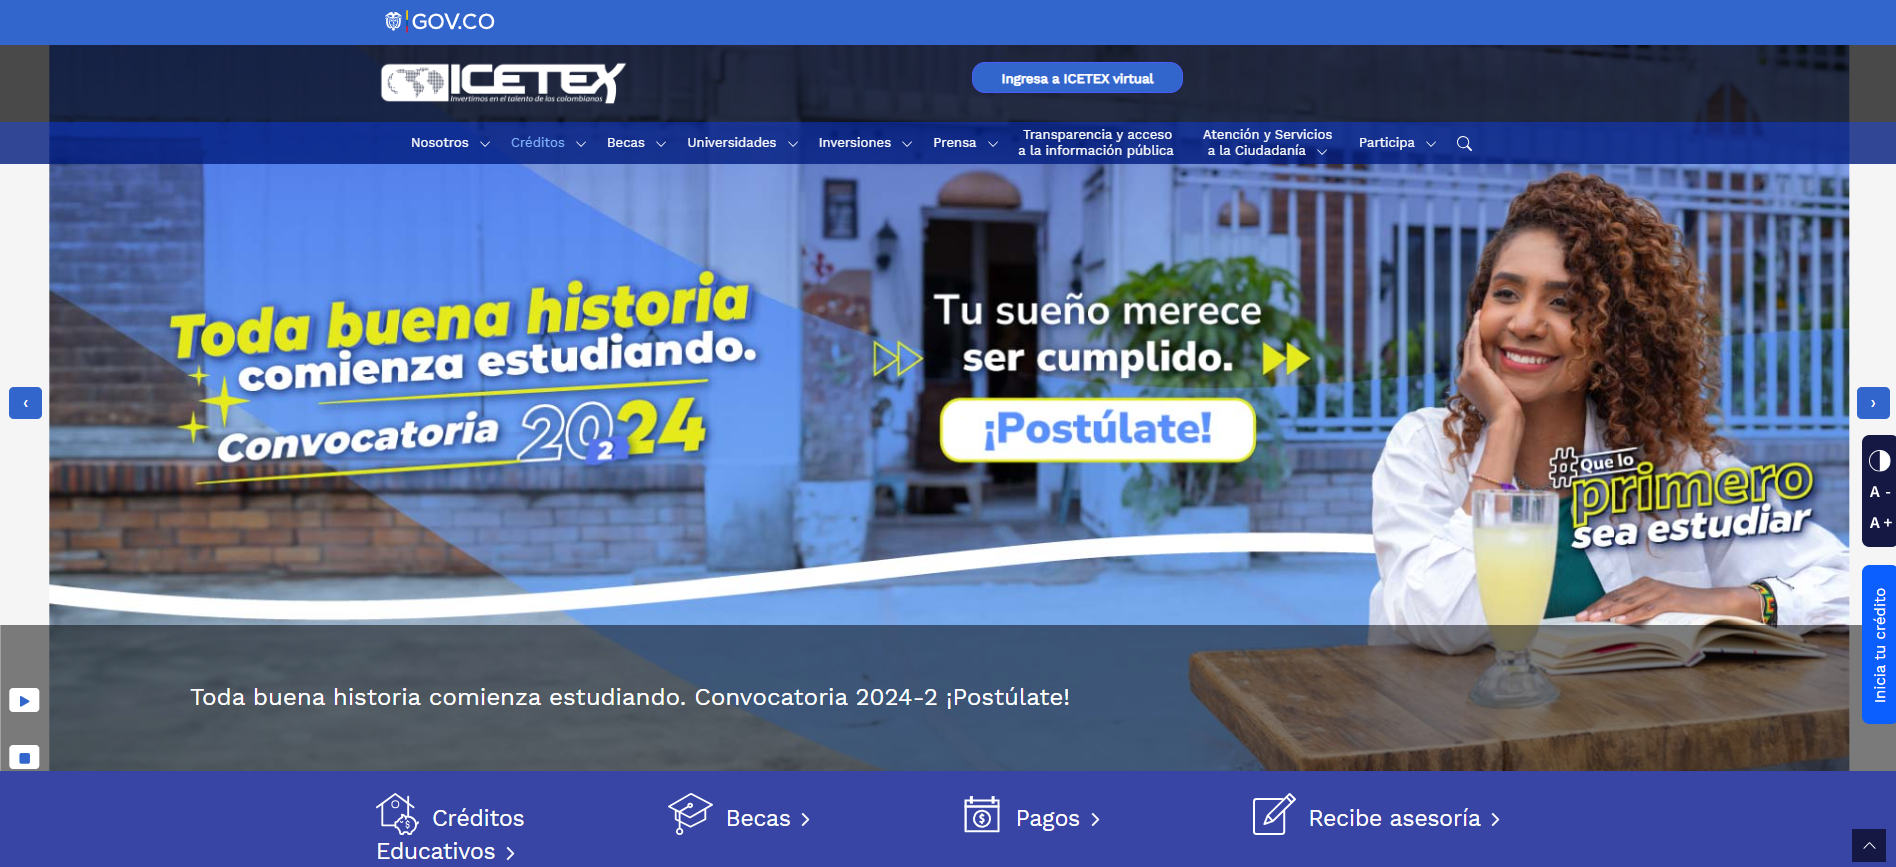 GOV.CO
ICETEX
Invertimos en el talento de los colombianos
Ingresa a ICETEX virtual
Nosotros
Créditos
Becas
Universidades
Inversiones
Prensa
Transparencia y acceso
a la información pública
Atención y Servicios
a la Ciudadanía
Participa
Toda buena historia
comienza estudiando.
Convocatoria 2024
2
Tu sueño merece
ser cumplido.
¡Postúlate!
#Que lo
primero
sea estudiar
A -
A +
Inicia tu crédito
Toda buena historia comienza estudiando. Convocatoria 2024-2 ¡Postúlate!
Créditos
Educativos >
Becas >
Pagos >
Recibe asesoría >